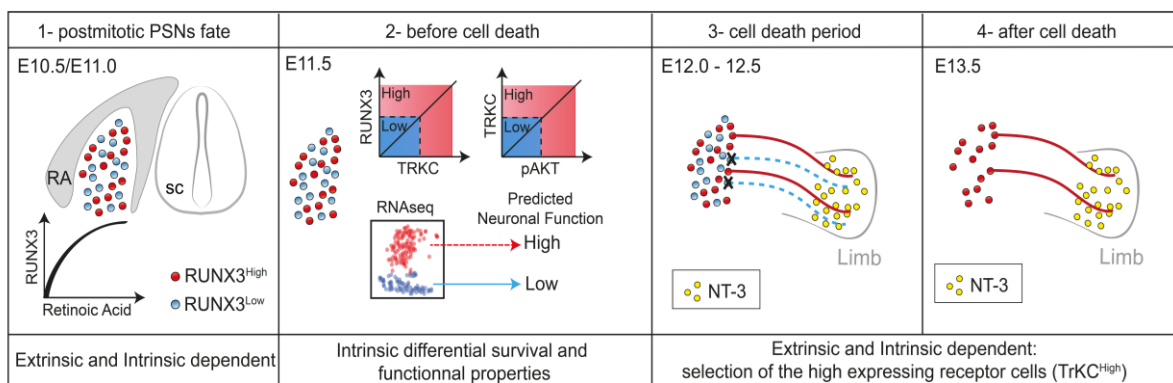 1- postmitotic PSNs fate
2- before cell death
3- cell death period
4- after cell death
E10.5/E11.0
RA
sc
RUNX3
Retinoic Acid
RUNX3High
RUNX3Low
E11.5
RUNX3
High
Low
TRKC
TRKC
High
Low
pAKT
RNAseq
Predicted
Neuronal Function
High
Low
E12.0 - 12.5
Limb
NT-3
E13.5
Limb
NT-3
Extrinsic and Intrinsic dependent
Intrinsic differential survival and
functionnal properties
Extrinsic and Intrinsic dependent:
selection of the high expressing receptor cells (TrKCHigh)